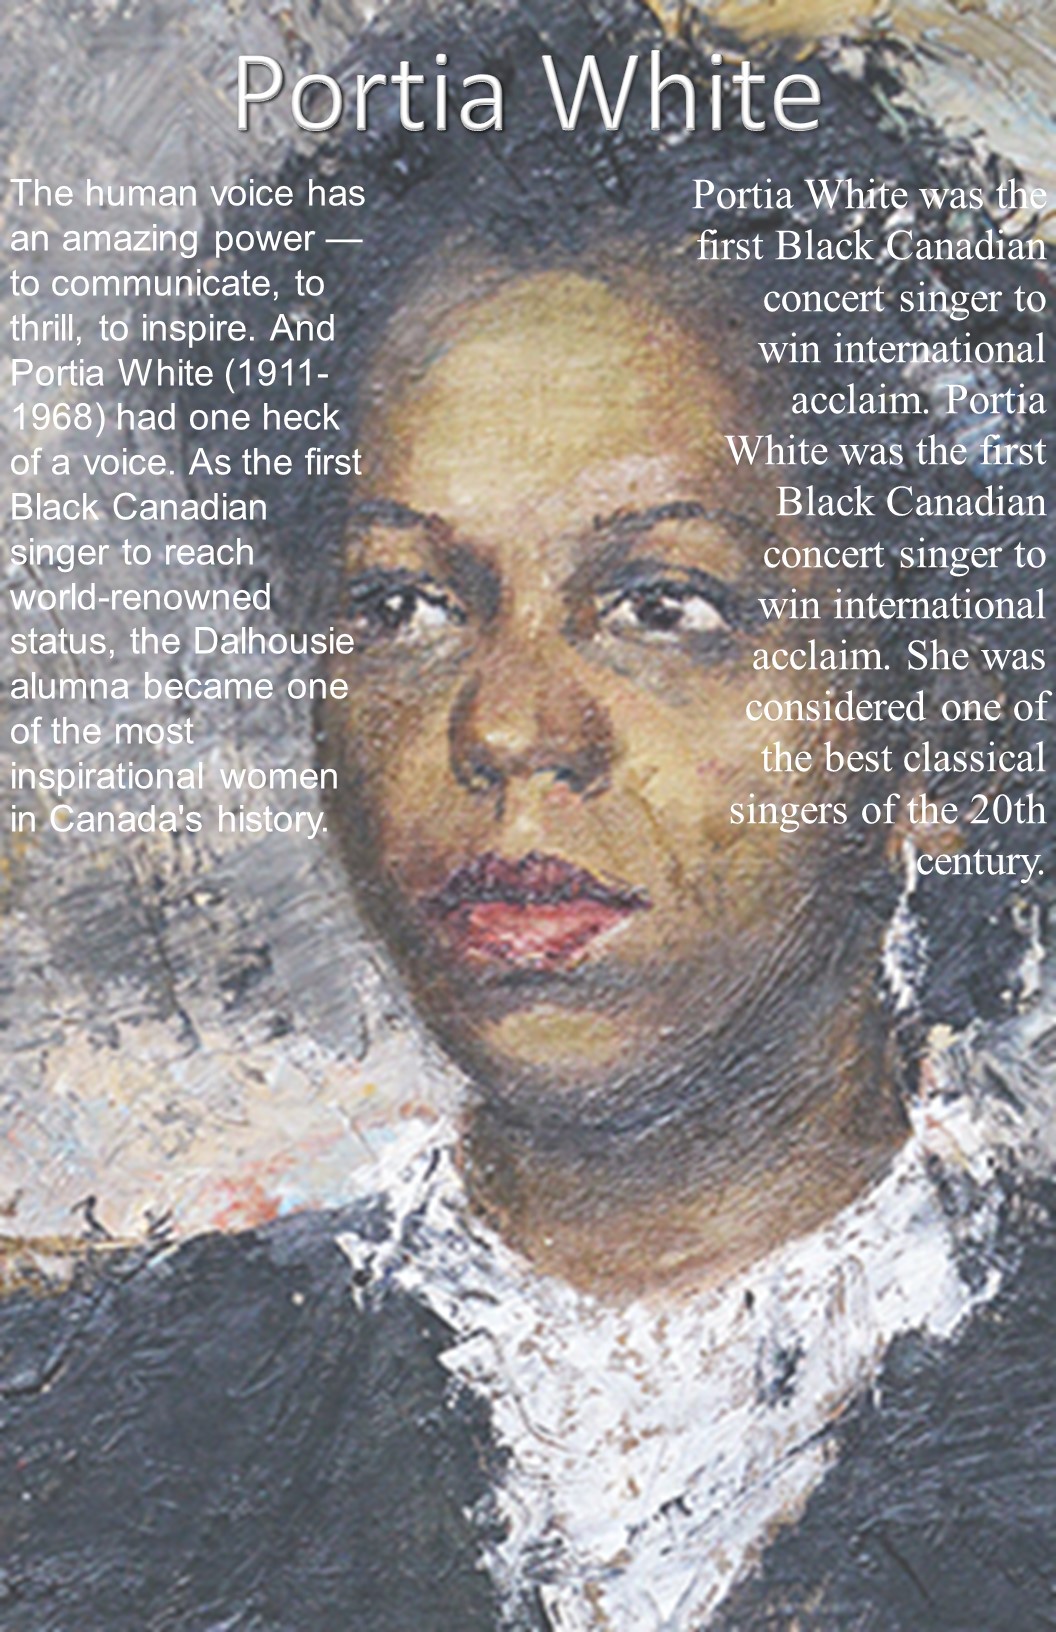 Portia White
The human voice has
an amazing power —
to communicate, to
thrill, to inspire. And
Portia White (1911-
1968) had one heck
of a voice. As the first
Black Canadian
singer to reach
world-renowned
status, the Dalhousie
alumna became one
of the most
inspirational women
in Canada's history.
Portia White was the
first Black Canadian
concert singer to
win international
acclaim. Portia
White was the first
Black Canadian
concert singer to
win international
acclaim. She was
considered one of
the best classical
singers of the 20th
century.